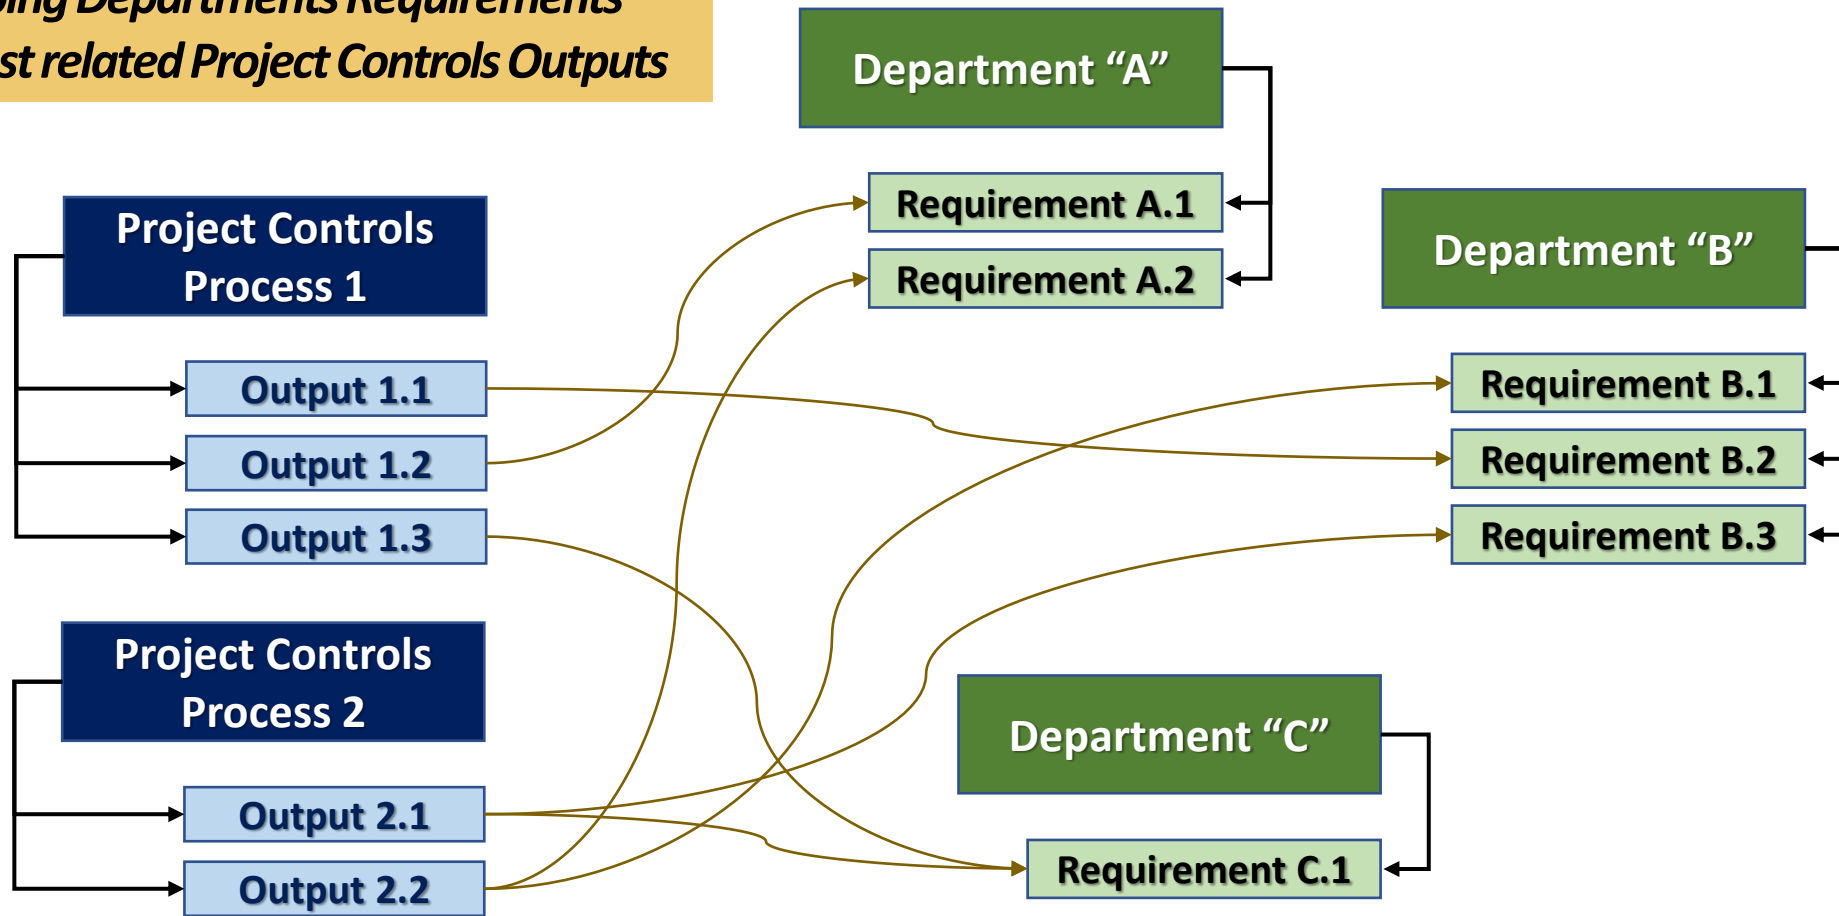 Departments Requirements
related Project Controls Outputs
Department “A”
Requirement A.1
Requirement A.2
Project Controls
Process 1
Output 1.1
Output 1.2
Output 1.3
Department “B”
Requirement B.1
Requirement B.2
Requirement B.3
Project Controls
Process 2
Output 2.1
Output 2.2
Department “C”
Requirement C.1